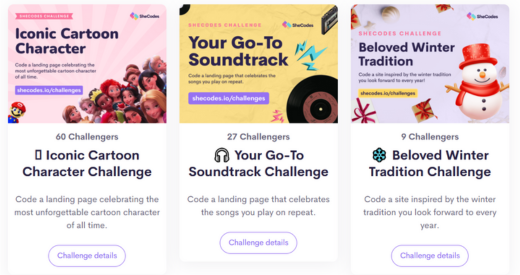 SHECODES CHALLENGE
SheCodes
Iconic Cartoon
Character
Code a landing page celebrating the
most unforgettable cartoon character
of all time.
shecodes.io/challenges
60 Challengers
Iconic Cartoon
Character Challenge
Code a landing page celebrating the
most unforgettable cartoon character
of all time.
Challenge details
SHECODES CHALLENGE
SheCodes
Your Go-To
Soundtrack
Code a landing page that celebrates the
songs you play on repeat.
shecodes.io/challenges
27 Challengers
🎧 Your Go-To
Soundtrack Challenge
Code a landing page that celebrates
the songs you play on repeat.
Challenge details
SHECODES CHALLENGE
SheCodes
Beloved Winter
Tradition
Code a site inspired by the winter tradition
you look forward to every year!
shecodes.io/challenges
9 Challengers
❄ Beloved Winter
Tradition Challenge
Code a site inspired by the winter
tradition you look forward to every
year.
Challenge details